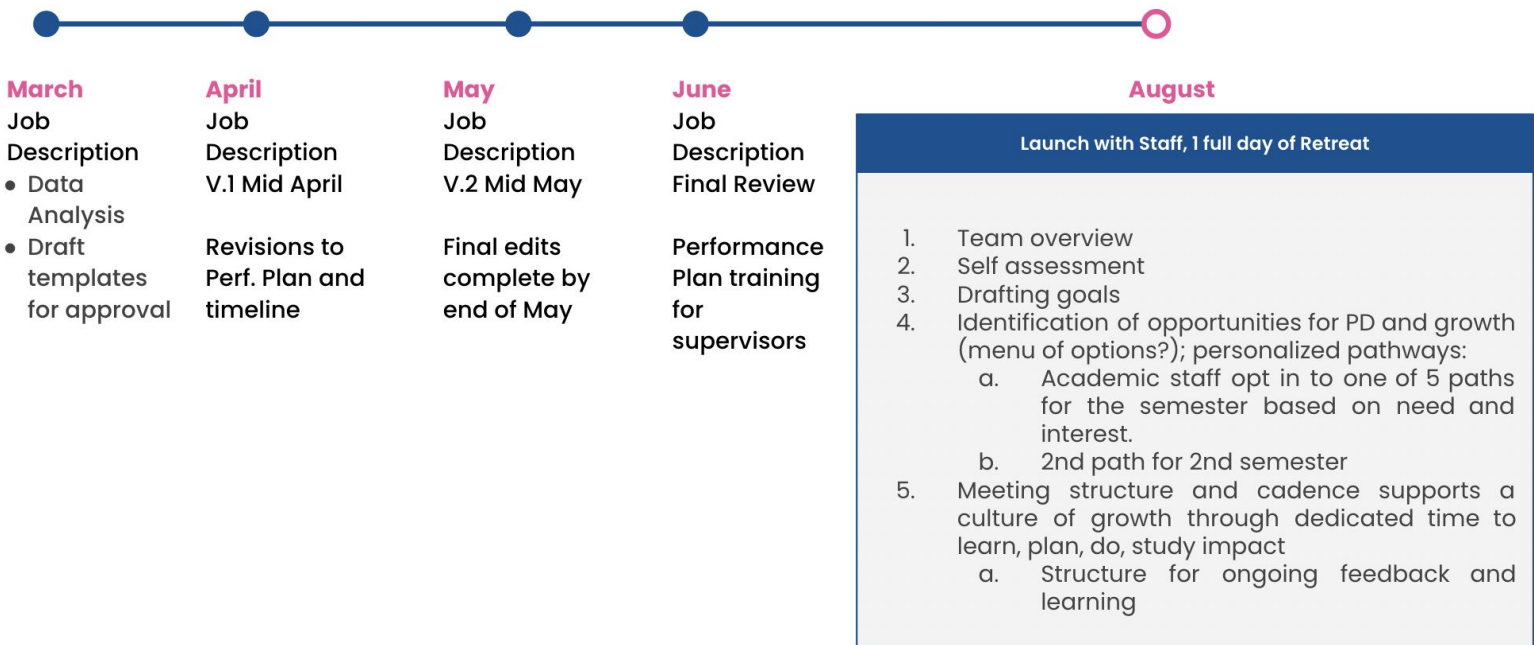 March
Job
Description
● Data
Analysis
● Draft
templates
for approval
April
Job
Description
V.1 Mid April
Revisions to
Perf. Plan and
timeline
May
Job
Description
V.2 Mid May
Final edits
complete by
end of May
June
Job
Description
Final Review
Performance
Plan training
for
supervisors
August
Launch with Staff, 1 full day of Retreat
1. Team overview
2. Self assessment
3. Drafting goals
4. Identification of opportunities for PD and growth
(menu of options?); personalized pathways:
a. Academic staff opt in to one of 5 paths
for the semester based on need and
interest.
b. 2nd path for 2nd semester
5. Meeting structure and cadence supports a
culture of growth through dedicated time to
learn, plan, do, study impact
a. Structure for ongoing feedback and
learning